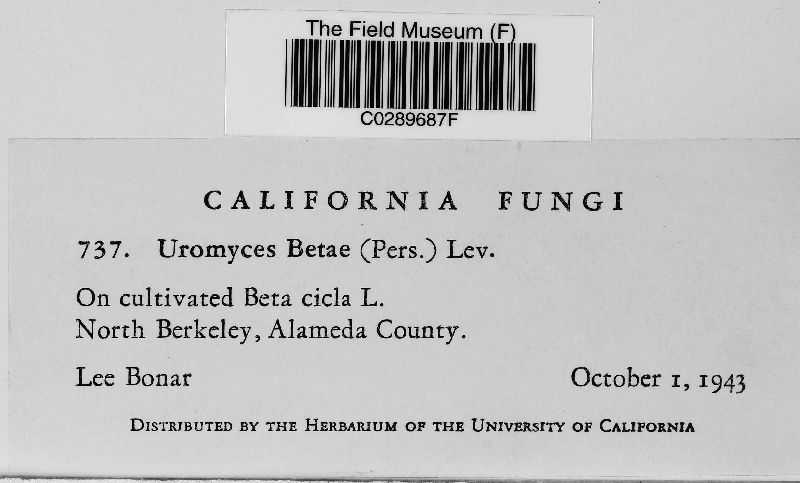 The Field Museum (F)
C0289687F
CALIFORNIA FUNGI
737. Uromyces Betae (Pers.) Lev.
On cultivated Beta cicla L.
North Berkeley, Alameda County.
Lee Bonar October 1, 1943
DISTRIBUTED BY THE HERBARIUM OF THE UNIVERSITY OF CALIFORNIA